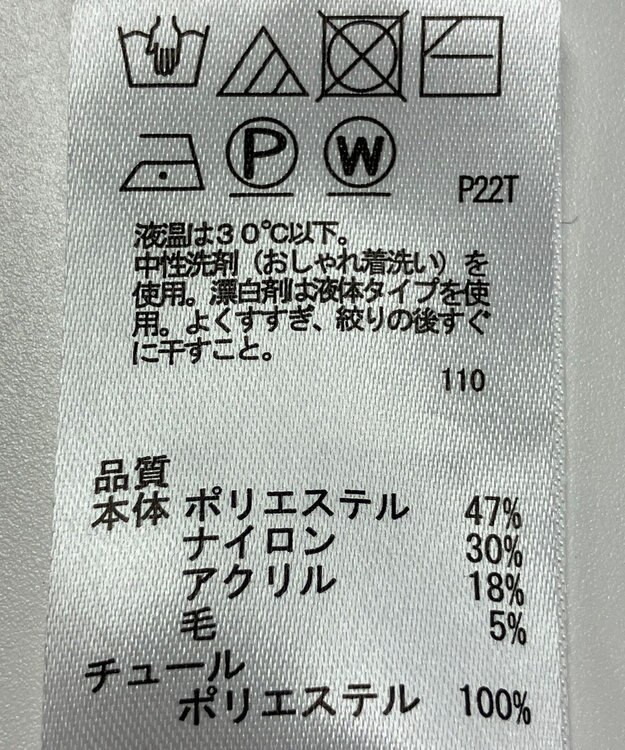 P W
P22T
液温は30℃以下。
中性洗剤(おしゃれ着洗い)を
使用。漂白剤は液体タイプを使
用。よくすすぎ、絞りの後すぐ
に干すこと。
110
品質
本体 ポリエステル 47%
ナイロン 30%
アクリル 18%
毛 5%
チュール
ポリエステル 100%